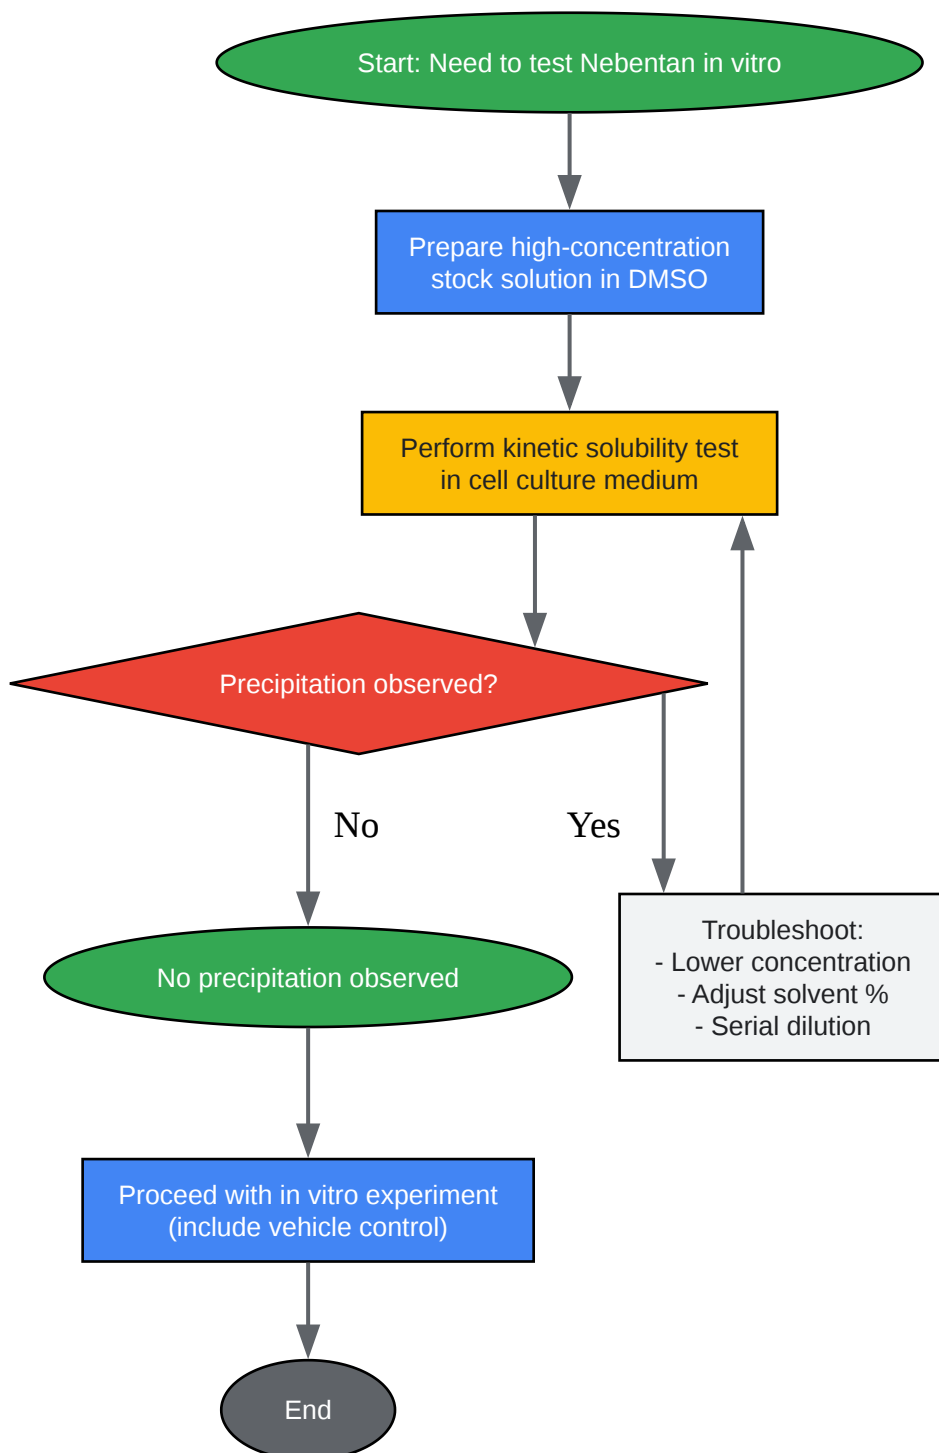 Start: Need to test Nebentan in vitro
Prepare high-concentration
stock solution in DMSO
Perform kinetic solubility test
in cell culture medium
Precipitation observed?
No
Yes
Troubleshoot:
- Lower concentration
- Adjust solvent %
- Serial dilution
No precipitation observed
Proceed with in vitro experiment
(include vehicle control)
End